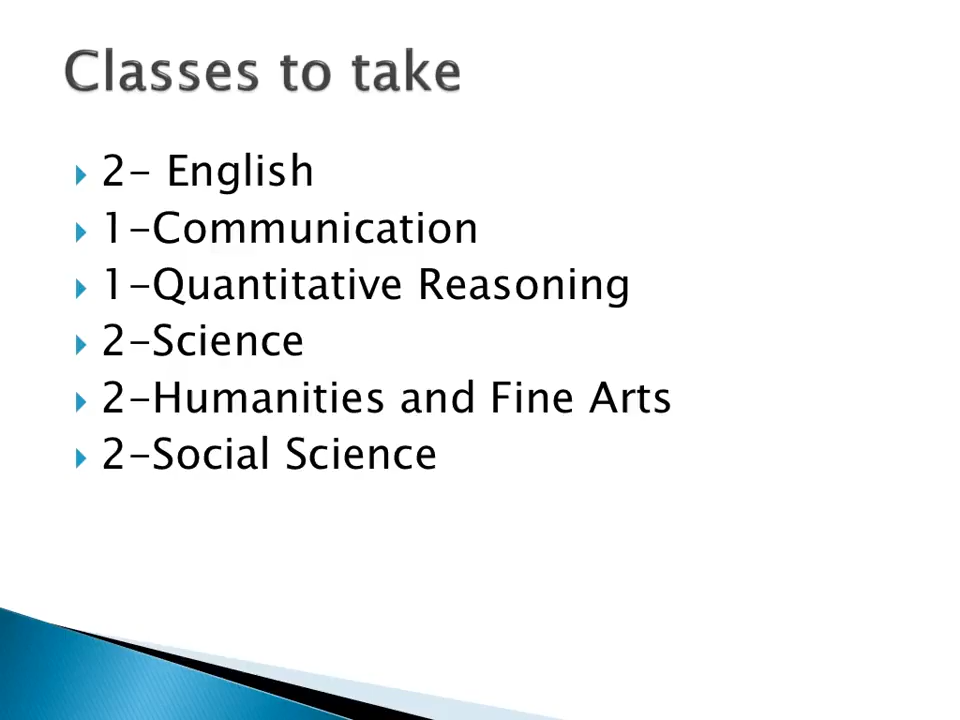 Classes to take
2- English
1-Communication
1-Quantitative Reasoning
2-Science
2-Humanities and Fine Arts
2-Social Science